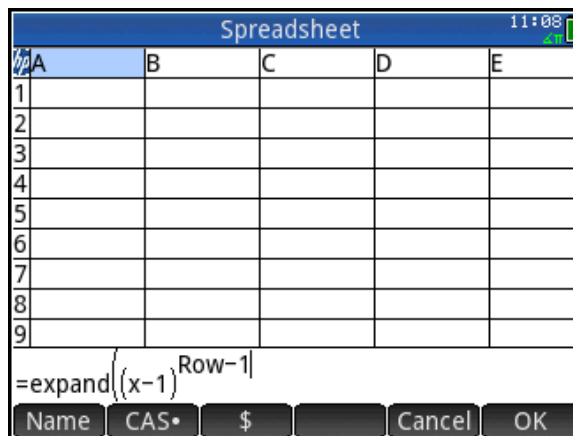 Spreadsheet 11:08
∡π
hp A B C D E
1
2
3
4
5
6
7
8
9
=expand((x-1)^Row-1
Name CAS• $ Cancel OK